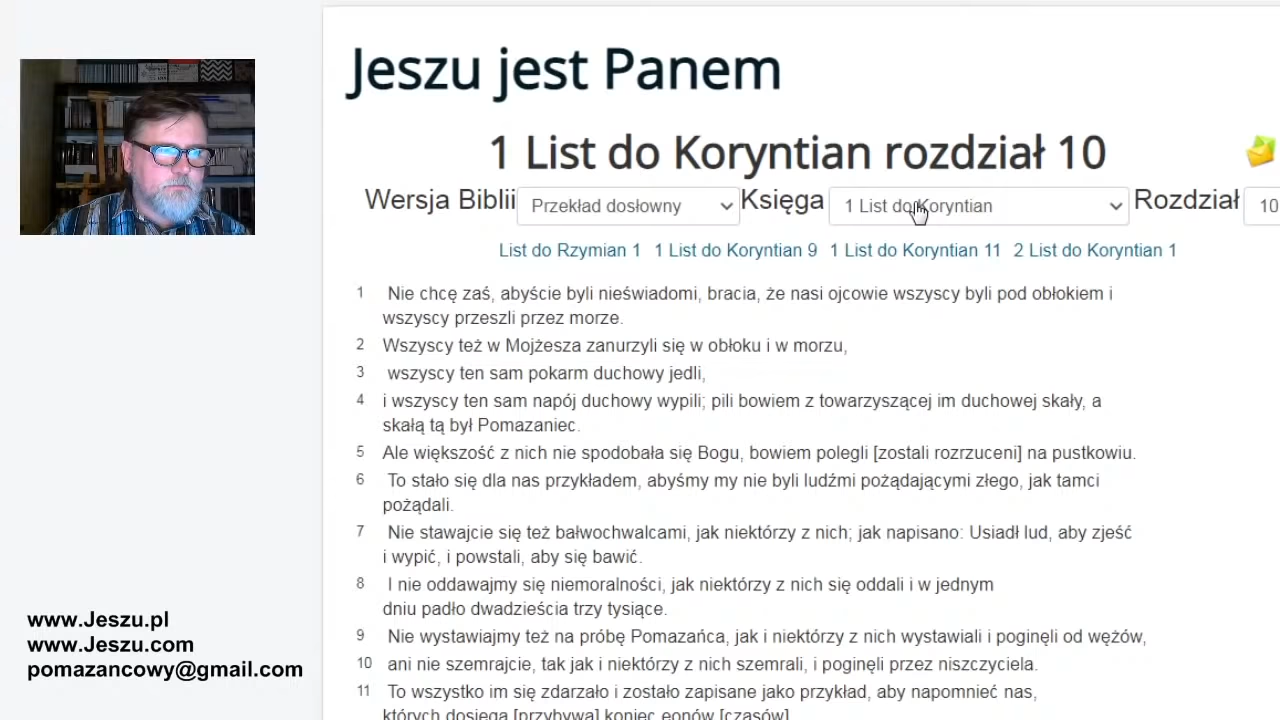 Jeszu jest Panem
1 List do Koryntian rozdział 10
Wersja Biblii Przekład dosłowny Księga 1 List do Koryntian Rozdział 10
List do Rzymian 1 1 List do Koryntian 9 1 List do Koryntian 11 2 List do Koryntian 1
1 Nie chcę zaś, abyście byli nieświadomi, bracia, że nasi ojcowie wszyscy byli pod obłokiem i
wszyscy przeszli przez morze.
2 Wszyscy też w Mojżesza zanurzyli się w obłoku i w morzu,
3 wszyscy ten sam pokarm duchowy jedli,
4 i wszyscy ten sam napój duchowy wypili; pili bowiem z towarzyszącej im duchowej skały, a
skałą tą był Pomazaniec.
5 Ale większość z nich nie spodobała się Bogu, bowiem polegli [zostali rozrzuceni] na pustkowiu.
6 To stało się dla nas przykładem, abyśmy my nie byli ludźmi pożądającymi złego, jak tamci
pożądali.
7 Nie stawajcie się też bałwochwalcami, jak niektórzy z nich; jak napisano: Usiadł lud, aby zjeść
i wypić, i powstali, aby się bawić.
8 I nie oddawajmy się niemoralności, jak niektórzy z nich się oddali i w jednym
dniu padło dwadzieścia trzy tysiące.
9 Nie wystawiajmy też na próbę Pomazańca, jak i niektórzy z nich wystawiali i poginęli od wężów,
10 ani nie szemrajcie, tak jak i niektórzy z nich szemrali, i poginęli przez niszczyciela.
11 To wszystko im się zdarzało i zostało zapisane jako przykład, aby napomnieć nas,
których dosięga [przybywa] koniec eonów [czasów]
www.Jeszu.pl
www.Jeszu.com
pomazancowy@gmail.com